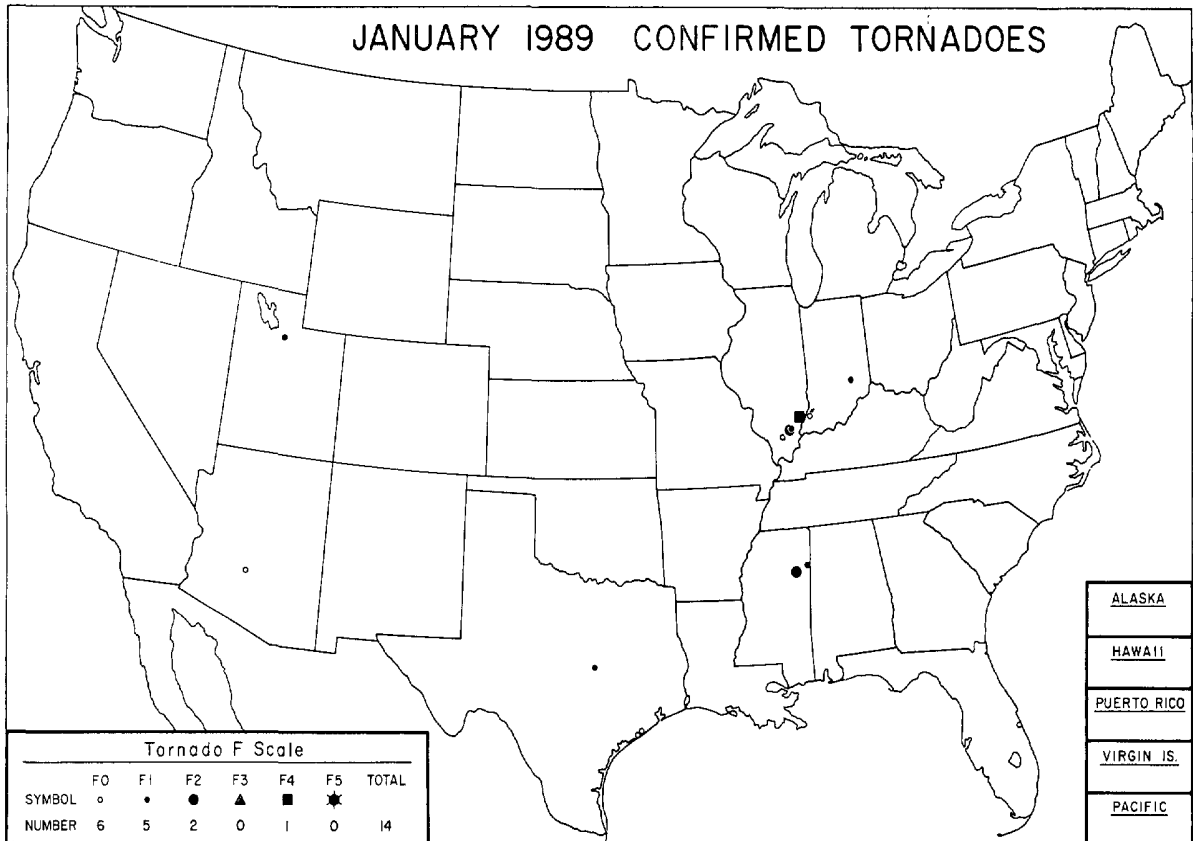 JANUARY 1989 CONFIRMED TORNADOES
ALASKA
HAWAII
PUERTO RICO
VIRGIN IS.
PACIFIC
Tornado F Scale
F0 F1 F2 F3 F4 F5 TOTAL
SYMBOL
NUMBER 6 5 2 0 1 0 14